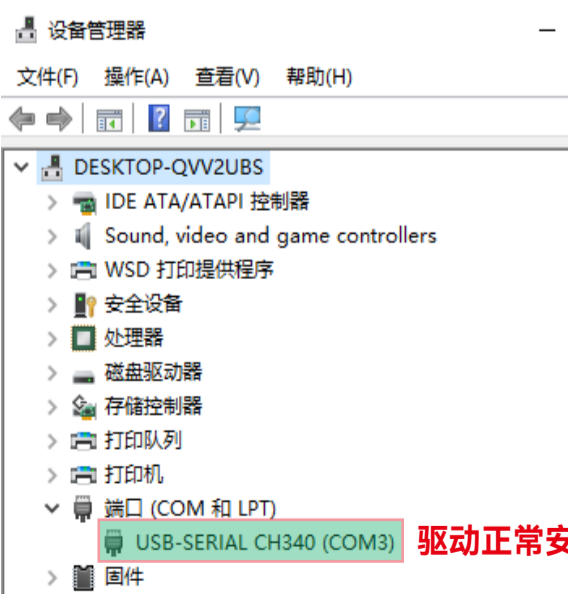 设备管理器
文件(F) 操作(A) 查看(V) 帮助(H)
DESKTOP-QVV2UBS
IDE ATA/ATAPI 控制器
Sound, video and game controllers
WSD 打印提供程序
安全设备
处理器
磁盘驱动器
存储控制器
打印队列
打印机
端口 (COM 和 LPT)
USB-SERIAL CH340 (COM3) 驱动正常安
固件